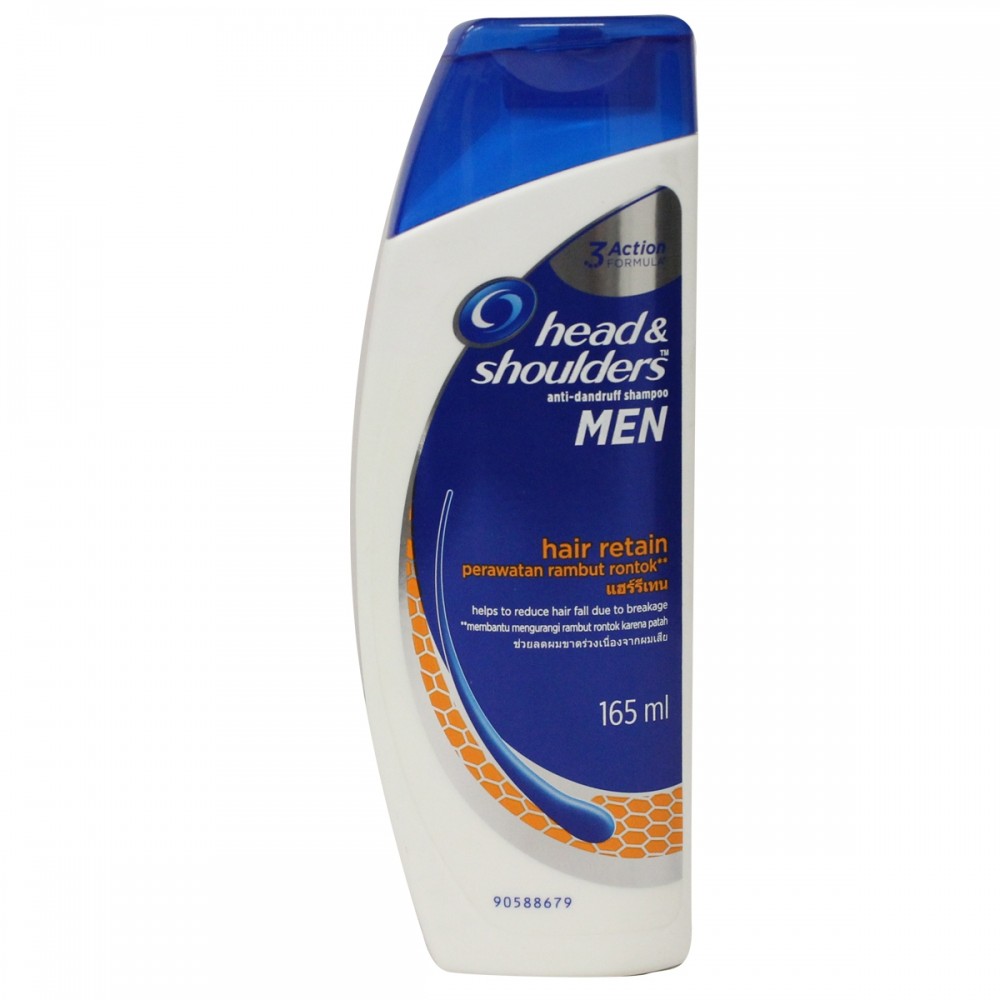 3 Action
FORMULA
head &
shoulders™
anti-dandruff shampoo
MEN
hair retain
perawatan rambut rontok**
แฮร์รีเทน
helps to reduce hair fall due to breakage
**membantu mengurangi rambut rontok karena patah
ช่วยลดผมขาดร่วงเนื่องจากผมเสีย
165 ml
90588679